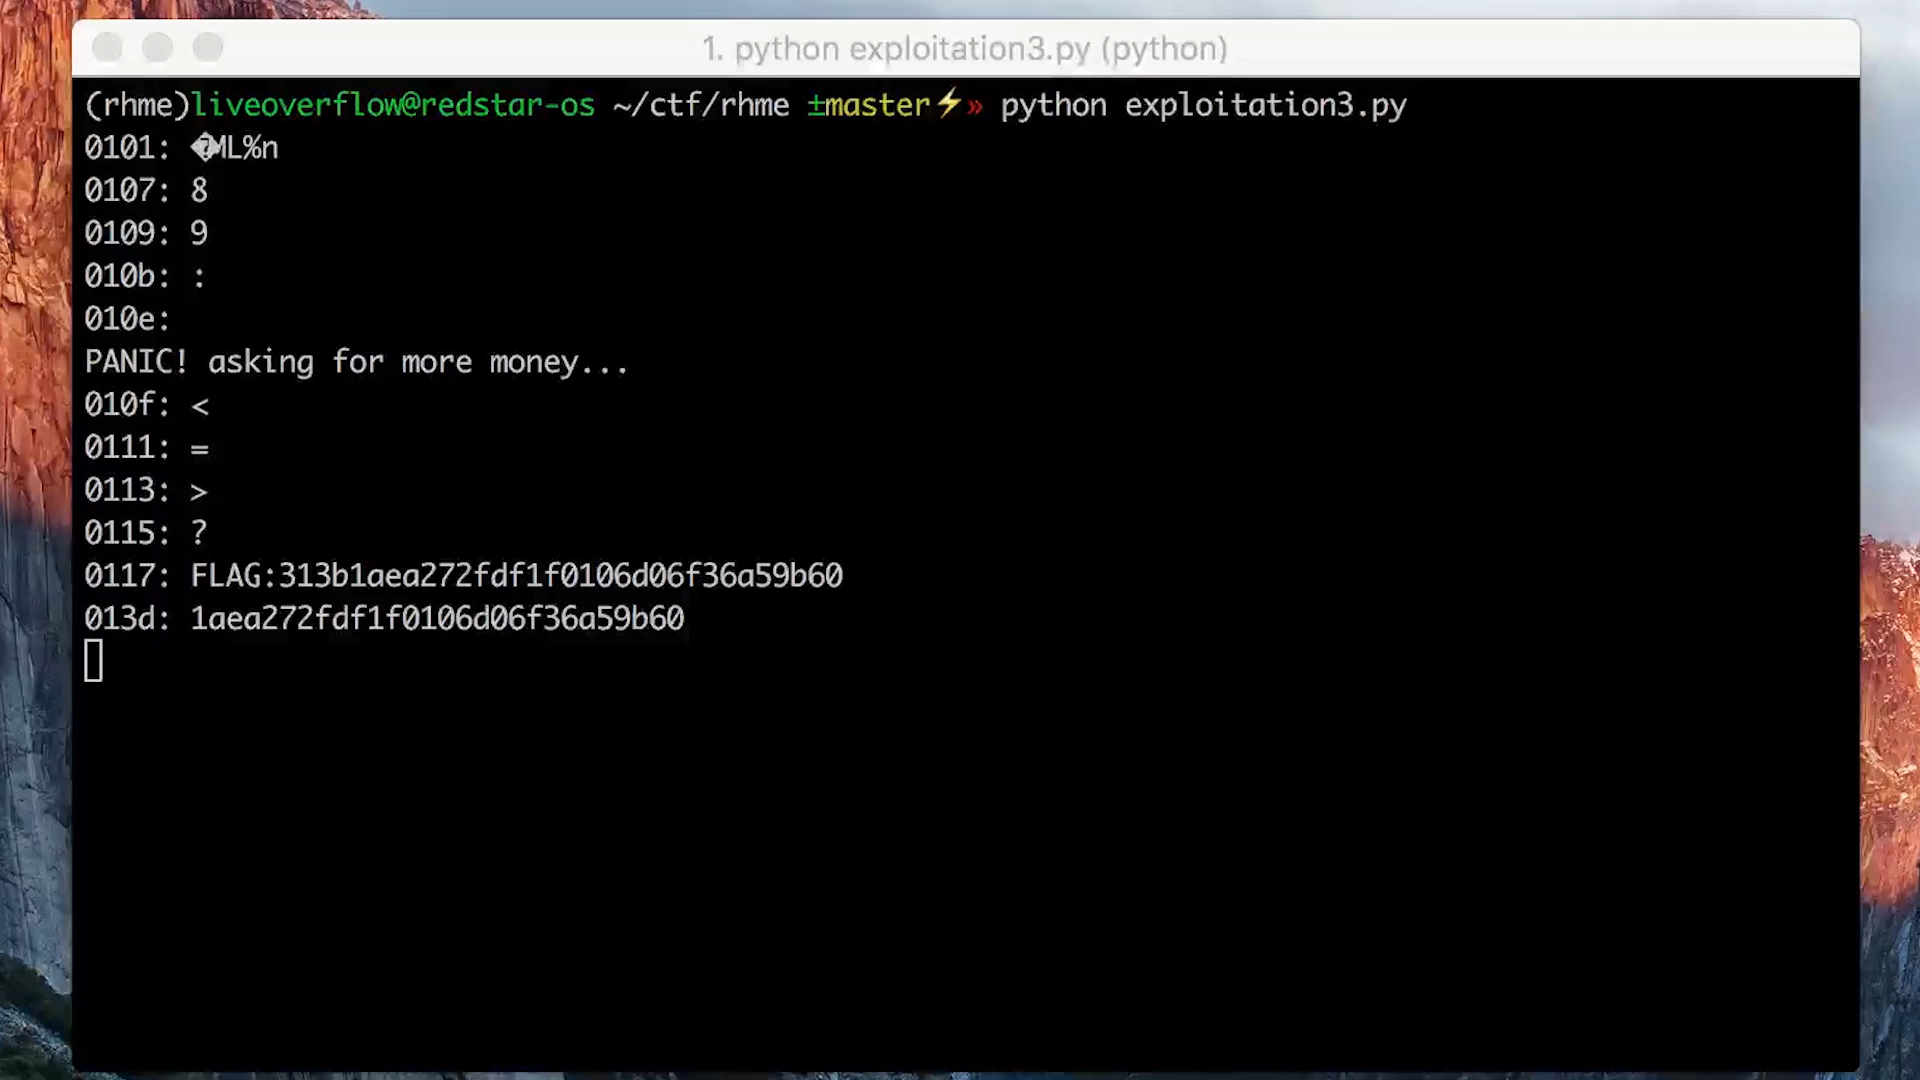 1. python exploitation3.py (python)
(rhme)liveoverflow@redstar-os ~/ctf/rhme ±master⚡» python exploitation3.py
0101: �ML%n
0107: 8
0109: 9
010b: :
010e:
PANIC! asking for more money...
010f: <
0111: =
0113: >
0115: ?
0117: FLAG:313b1aea272fdf1f0106d06f36a59b60
013d: 1aea272fdf1f0106d06f36a59b60